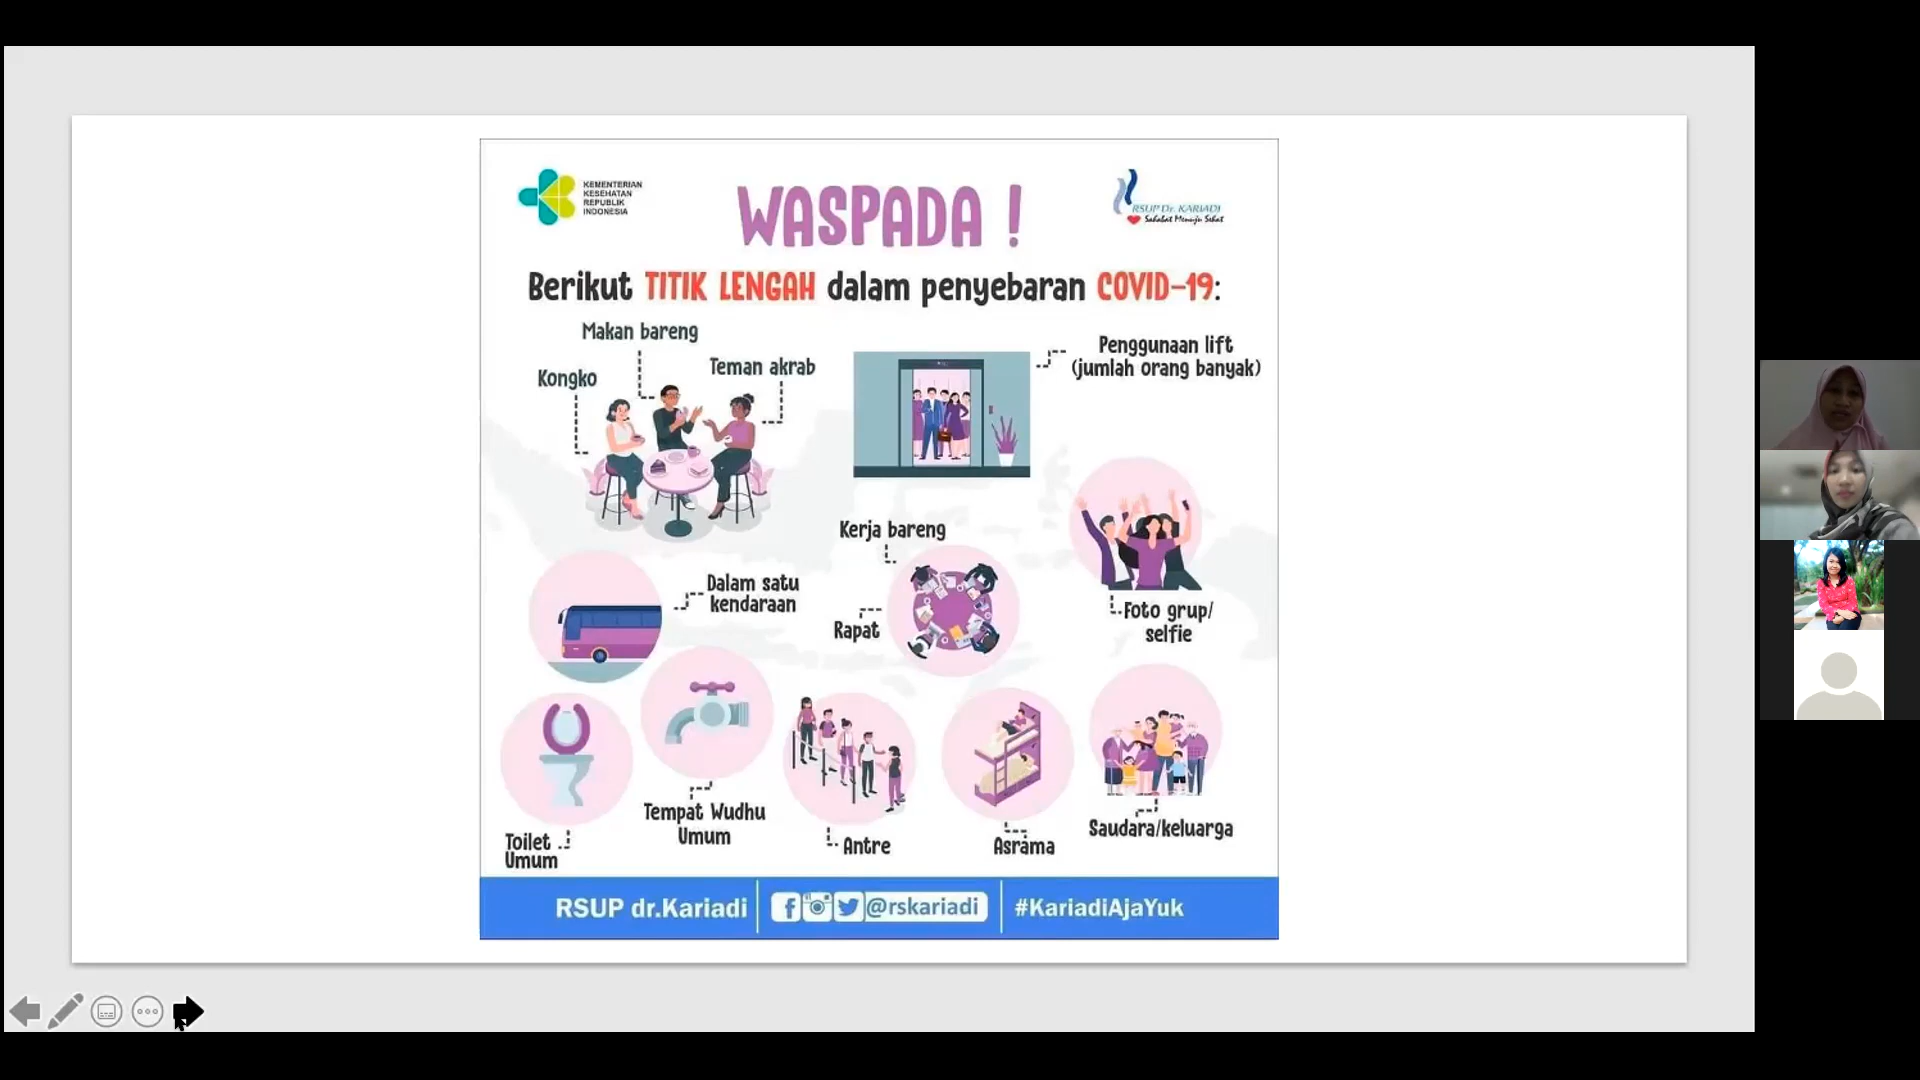 KEMENTERIAN
KESEHATAN
REPUBLIK
INDONESIA
WASPADA !
RSUP Dr. KARIADI
Sahabat Menuju Sehat
Berikut TITIK LENGAH dalam penyebaran COVID-19:
Makan bareng
Kongko
Teman akrab
Penggunaan lift
(jumlah orang banyak)
Kerja bareng
Rapat
Foto grup/
selfie
Dalam satu
kendaraan
Toilet
Umum
Tempat Wudhu
Umum
Antre
Asrama
Saudara/keluarga
RSUP dr.Kariadi
@rskariadi
#KariadiAjaYuk